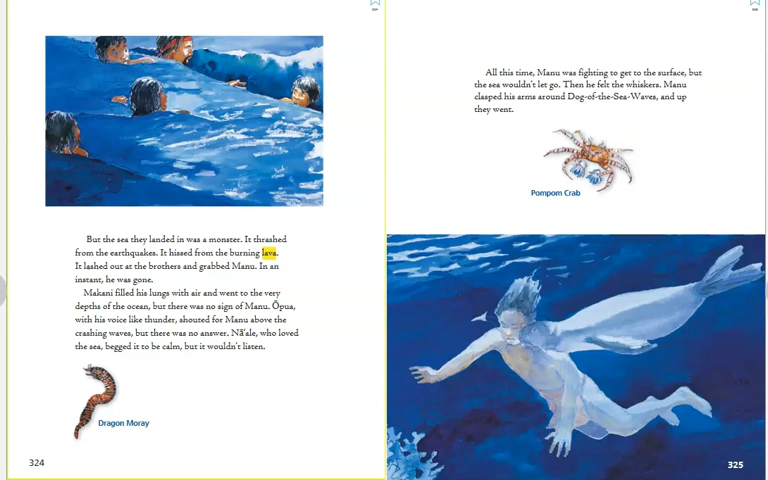 But the sea they landed in was a monster. It thrashed
from the earthquakes. It hissed from the burning lava.
It lashed out at the brothers and grabbed Manu. In an
instant, he was gone.
Makani filled his lungs with air and went to the very
depths of the ocean, but there was no sign of Manu. Ōpua,
with his voice like thunder, shouted for Manu above the
crashing waves, but there was no answer. Nā'ale, who loved
the sea, begged it to be calm, but it wouldn't listen.
Dragon Moray
324
All this time, Manu was fighting to get to the surface, but
the sea wouldn't let go. Then he felt the whiskers. Manu
clasped his arms around Dog-of-the-Sea-Waves, and up
they went.
Pompom Crab
325